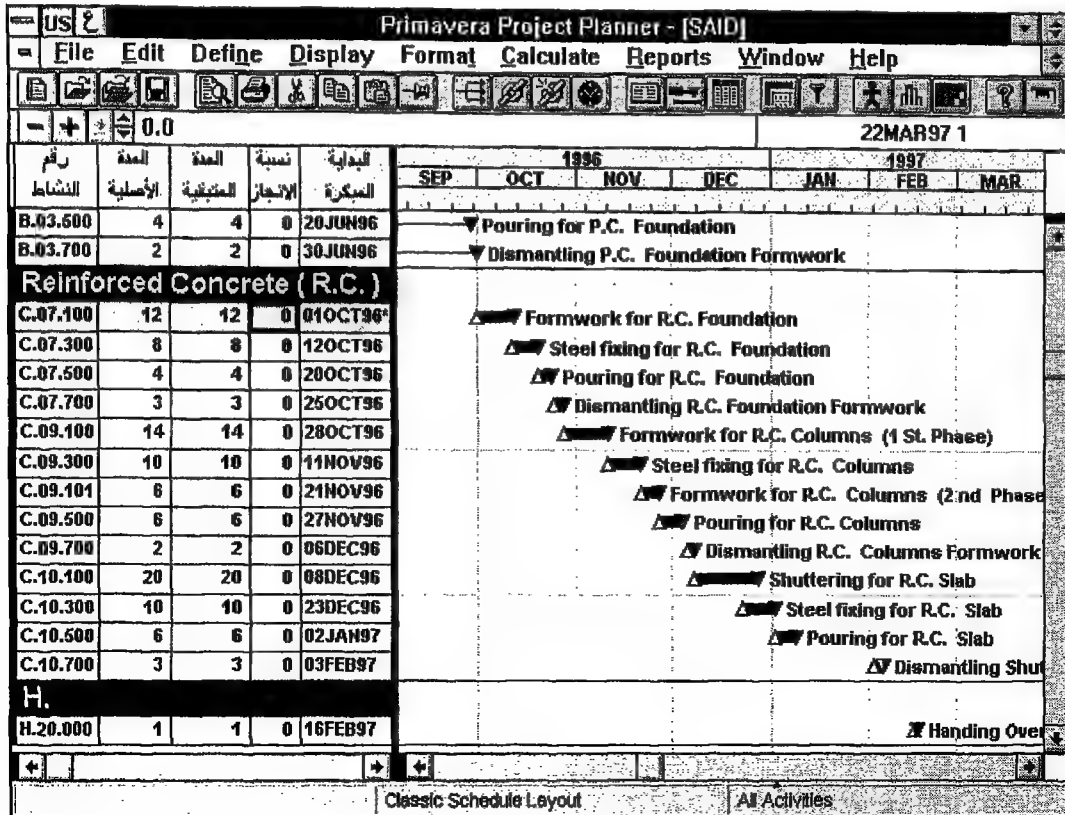 US ع
Primavera Project Planner - [SAID]
File Edit Define Display Format Calculate Reports Window Help
0.0
22MAR97 1
رقم النشاط
المدة الأصلية
المدة المتبقية
نسبة الانجاز
البداية المبكرة
1996 1997
SEP OCT NOV DEC JAN FEB MAR
B.03.500 4 4 0 20JUN96 Pouring for P.C. Foundation
B.03.700 2 2 0 30JUN96 Dismantling P.C. Foundation Formwork
Reinforced Concrete ( R.C. )
C.07.100 12 12 0 01OCT96* Formwork for R.C. Foundation
C.07.300 8 8 0 12OCT96 Steel fixing for R.C. Foundation
C.07.500 4 4 0 20OCT96 Pouring for R.C. Foundation
C.07.700 3 3 0 25OCT96 Dismantling R.C. Foundation Formwork
C.09.100 14 14 0 28OCT96 Formwork for R.C. Columns (1 St. Phase)
C.09.300 10 10 0 11NOV96 Steel fixing for R.C. Columns
C.09.101 6 6 0 21NOV96 Formwork for R.C. Columns (2 nd Phase
C.09.500 6 6 0 27NOV96 Pouring for R.C. Columns
C.09.700 2 2 0 06DEC96 Dismantling R.C. Columns Formwork
C.10.100 20 20 0 08DEC96 Shuttering for R.C. Slab
C.10.300 10 10 0 23DEC96 Steel fixing for R.C. Slab
C.10.500 6 6 0 02JAN97 Pouring for R.C. Slab
C.10.700 3 3 0 03FEB97 Dismantling Shut
H.
H.20.000 1 1 0 16FEB97 Handing Over
Classic Schedule Layout All Activities